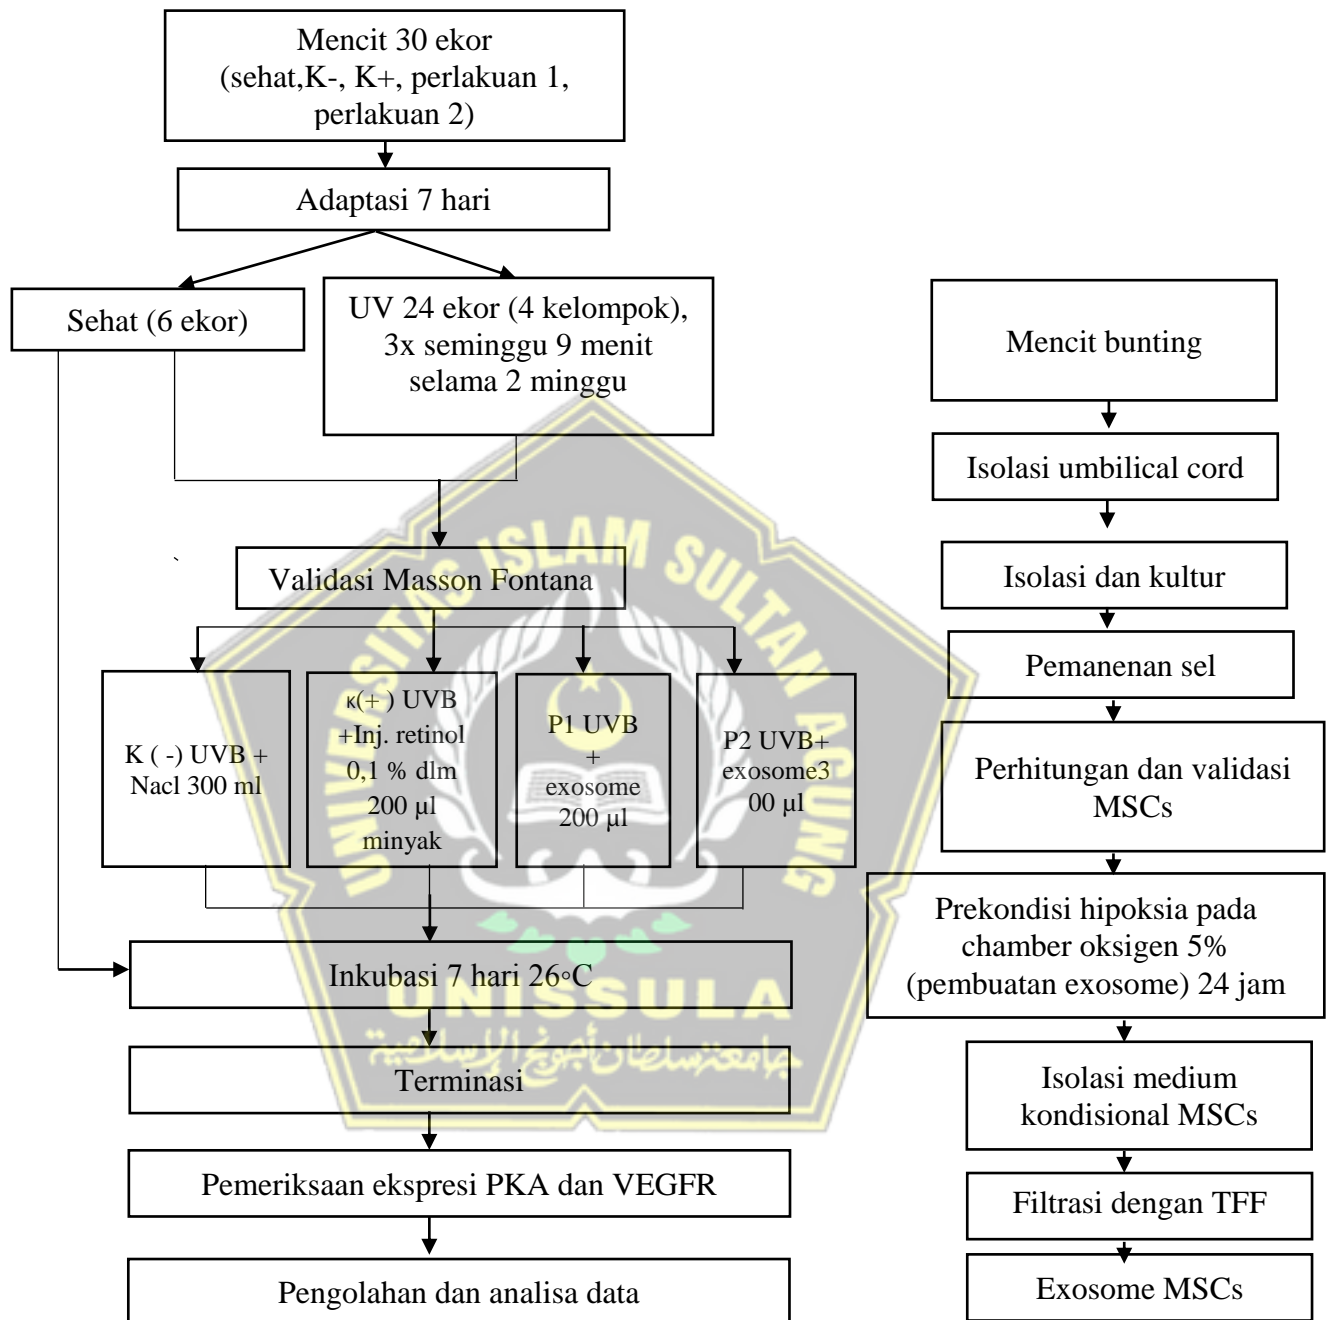 Mencit 30 ekor
(sehat,K-, K+, perlakuan 1,
perlakuan 2)
Adaptasi 7 hari
Sehat (6 ekor)
UV 24 ekor (4 kelompok),
3x seminggu 9 menit
selama 2 minggu
Validasi Masson Fontana
K ( -) UVB +
Nacl 300 ml
K(+ ) UVB
+Inj. retinol
0,1 % dlm
200 µl
minyak
P1 UVB
+
exosome
200 µl
P2 UVB+
exosome3
00 µl
Inkubasi 7 hari 26◦C
Terminasi
Pemeriksaan ekspresi PKA dan VEGFR
Pengolahan dan analisa data
Mencit bunting
Isolasi umbilical cord
Isolasi dan kultur
Pemanenan sel
Perhitungan dan validasi
MSCs
Prekondisi hipoksia pada
chamber oksigen 5%
(pembuatan exosome) 24 jam
Isolasi medium
kondisional MSCs
Filtrasi dengan TFF
Exosome MSCs
UNIVERSITAS ISLAM SULTAN AGUNG
UNISSULA
جامعة سلطان أجونج الإسلامية